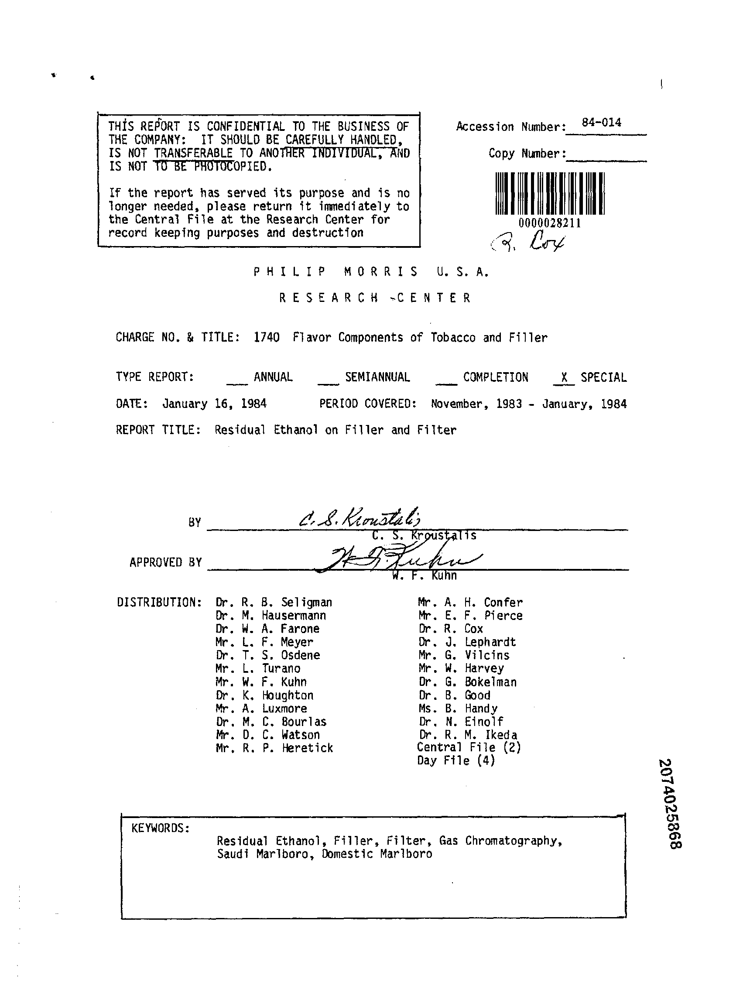 THIS REPORT IS CONFIDENTIAL TO THE BUSINESS OF
THE COMPANY: IT SHOULD BE CAREFULLY HANDLED,
IS NOT TRANSFERABLE TO ANOTHER INDIVIDUAL, AND
IS NOT TO BE PHOTOCOPIED.
If the report has served its purpose and is no
longer needed, please return it immediately to
the Central File at the Research Center for
record keeping purposes and destruction
Accession Number: 84-014
Copy Number:
0000028211
R. Cox
PHILIP MORRIS U.S.A.
RESEARCH -CENTER
CHARGE NO. & TITLE: 1740 Flavor Components of Tobacco and Filler
TYPE REPORT: ___ ANNUAL ___ SEMIANNUAL ___ COMPLETION X SPECIAL
DATE: January 16, 1984 PERIOD COVERED: November, 1983 - January, 1984
REPORT TITLE: Residual Ethanol on Filler and Filter
BY C. S. Kroustalis
C. S. Kroustalis
APPROVED BY W. F. Kuhn
W. F. Kuhn
DISTRIBUTION: Dr. R. B. Seligman
Dr. M. Hausermann
Dr. W. A. Farone
Mr. L. F. Meyer
Dr. T. S. Osdene
Mr. L. Turano
Mr. W. F. Kuhn
Dr. K. Houghton
Mr. A. Luxmore
Dr. M. C. Bourlas
Mr. D. C. Watson
Mr. R. P. Heretick
Mr. A. H. Confer
Mr. E. F. Pierce
Dr. R. Cox
Dr. J. Lephardt
Mr. G. Vilcins
Mr. W. Harvey
Dr. G. Bokelman
Dr. B. Good
Ms. B. Handy
Dr. N. Einolf
Dr. R. M. Ikeda
Central File (2)
Day File (4)
2074025868
KEYWORDS:
Residual Ethanol, Filler, Filter, Gas Chromatography,
Saudi Marlboro, Domestic Marlboro